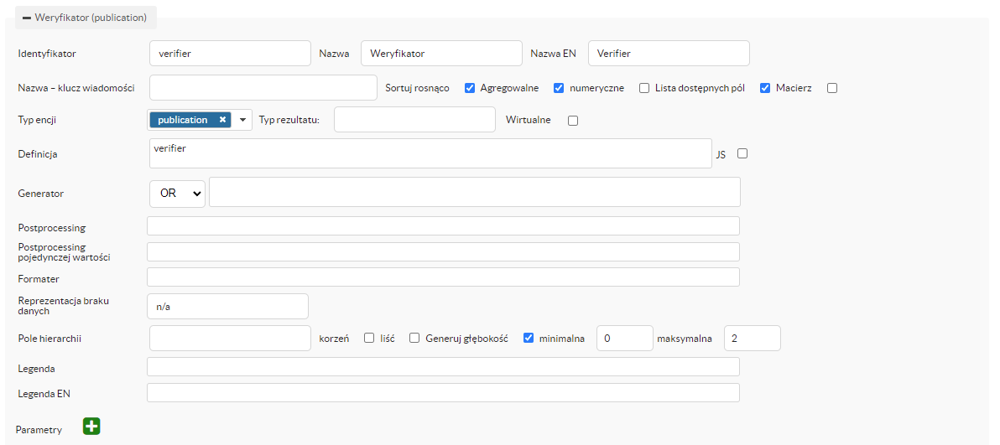 Weryfikator (publication)
Identyfikator verifier Nazwa Weryfikator Nazwa EN Verifier
Nazwa – klucz wiadomości Sortuj rosnąco Agregowalne numeryczne Lista dostępnych pól Macierz
Typ encji publication × Typ rezultatu: Wirtualne
Definicja verifier JS
Generator OR
Postprocessing
Postprocessing
pojedynczej wartości
Formater
Reprezentacja braku
danych n/a
Pole hierarchii korzeń liść Generuj głębokość minimalna 0 maksymalna 2
Legenda
Legenda EN
Parametry